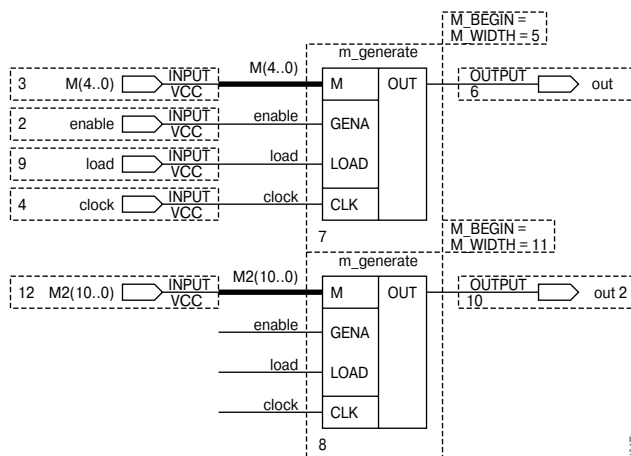 M_BEGIN =
M_WIDTH = 5
m_generate
3 M(4..0) INPUT VCC M(4..0) M OUT OUTPUT 6 out
2 enable INPUT VCC enable GENA
9 load INPUT VCC load LOAD
4 clock INPUT VCC clock CLK
7
M_BEGIN =
M_WIDTH = 11
m_generate
12 M2(10..0) INPUT VCC M2(10..0) M OUT OUTPUT 10 out 2
enable GENA
load LOAD
clock CLK
8